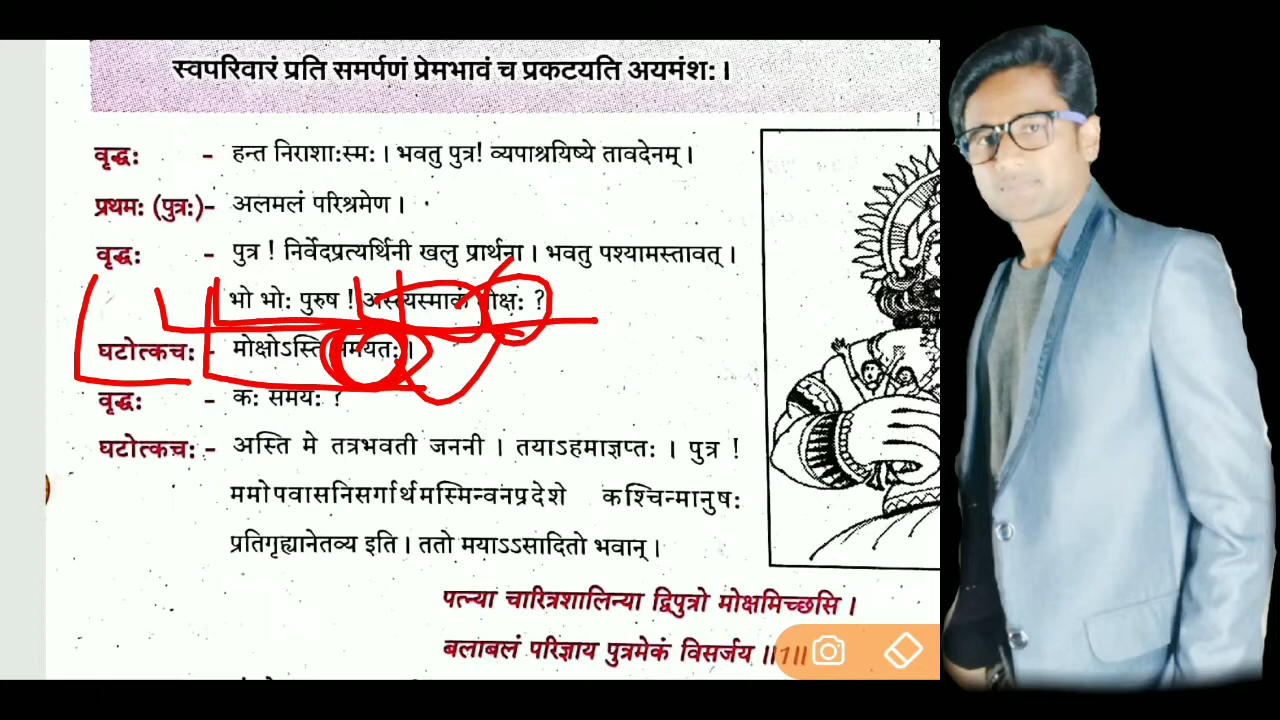 स्वपरिवारं प्रति समर्पणं प्रेमभावं च प्रकटयति अयमंशः।
वृद्धः - हन्त निराशाःस्मः। भवतु पुत्र! व्यपाश्रयिष्ये तावदेनम्।
प्रथमः (पुत्रः)- अलमलं परिश्रमेण।
वृद्धः - पुत्र ! निर्वेदप्रत्यर्थिनी खलु प्रार्थना। भवतु पश्यामस्तावत्।
भो भोः पुरुष ! अस्त्यस्माकं मोक्षः ?
घटोत्कचः - मोक्षोऽस्ति समयतः।
वृद्धः - कः समयः ?
घटोत्कचः - अस्ति मे तत्रभवती जननी । तयाऽहमाज्ञप्तः । पुत्र !
ममोपवासनिसर्गार्थमस्मिन्वनप्रदेशे कश्चिन्मानुषः
प्रतिगृह्यानेतव्य इति। ततो मयाऽऽसादितो भवान्।
पत्न्या चारित्रशालिन्या द्विपुत्रो मोक्षमिच्छसि।
बलाबलं परिज्ञाय पुत्रमेकं विसर्जय ॥1॥